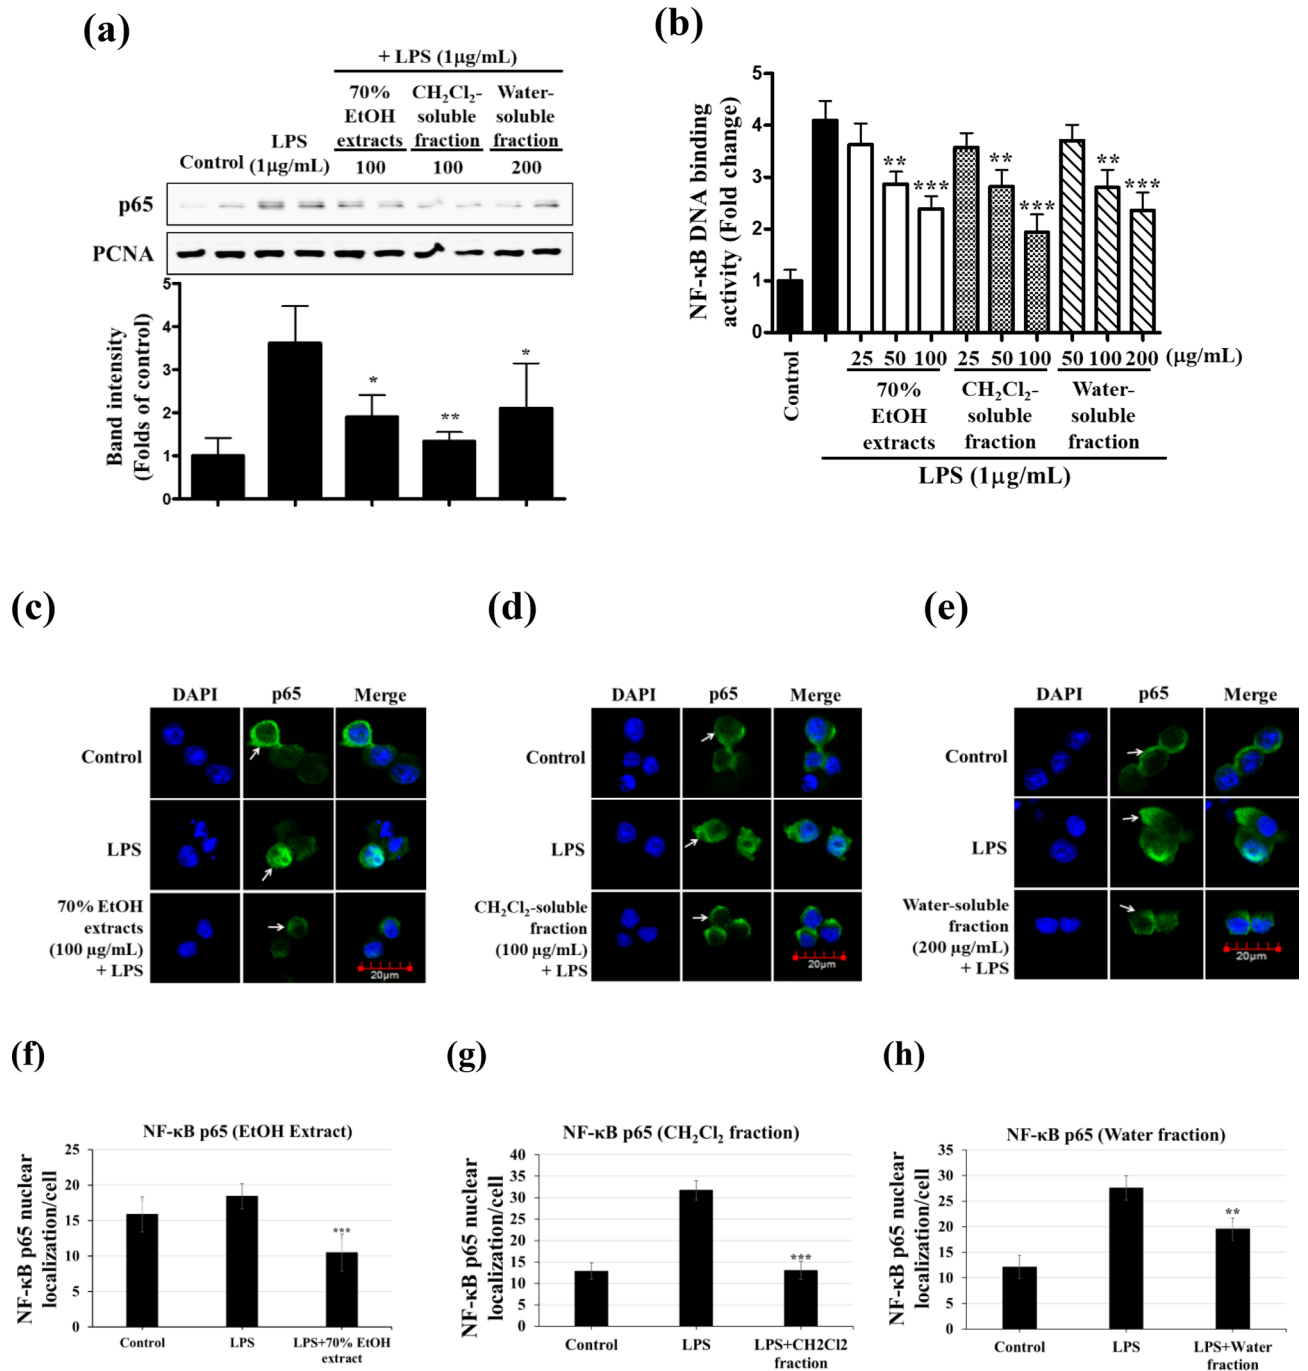 (a)
+ LPS (1μg/mL)
70% EtOH extracts
CH₂Cl₂-soluble fraction
Water-soluble fraction
Control
LPS (1μg/mL)
100
100
200
p65
PCNA
Band intensity
(Folds of control)
5
4
3
2
1
0
*
**
*
(b)
NF-κB DNA binding
activity (Fold change)
5
4
3
2
1
0
**
***
**
***
**
***
Control
25 50 100 25 50 100 50 100 200 (μg/mL)
70% EtOH extracts
CH₂Cl₂-soluble fraction
Water-soluble fraction
LPS (1μg/mL)
(c)
DAPI p65 Merge
Control
LPS
70% EtOH
extracts
(100 μg/mL)
+ LPS
20μm
(d)
DAPI p65 Merge
Control
LPS
CH₂Cl₂-soluble
fraction
(100 μg/mL)
+ LPS
20μm
(e)
DAPI p65 Merge
Control
LPS
Water-soluble
fraction
(200 μg/mL)
+ LPS
20μm
(f)
NF-κB p65 (EtOH Extract)
NF-κB p65 nuclear
localization/cell
25
20
15
10
5
0
***
Control LPS LPS+70% EtOH
extract
(g)
NF-κB p65 (CH₂Cl₂ fraction)
NF-κB p65 nuclear
localization/cell
40
35
30
25
20
15
10
5
0
***
Control LPS LPS+CH2Cl2
fraction
(h)
NF-κB p65 (Water fraction)
NF-κB p65 nuclear
localization/cell
35
30
25
20
15
10
5
0
**
Control LPS LPS+Water
fraction